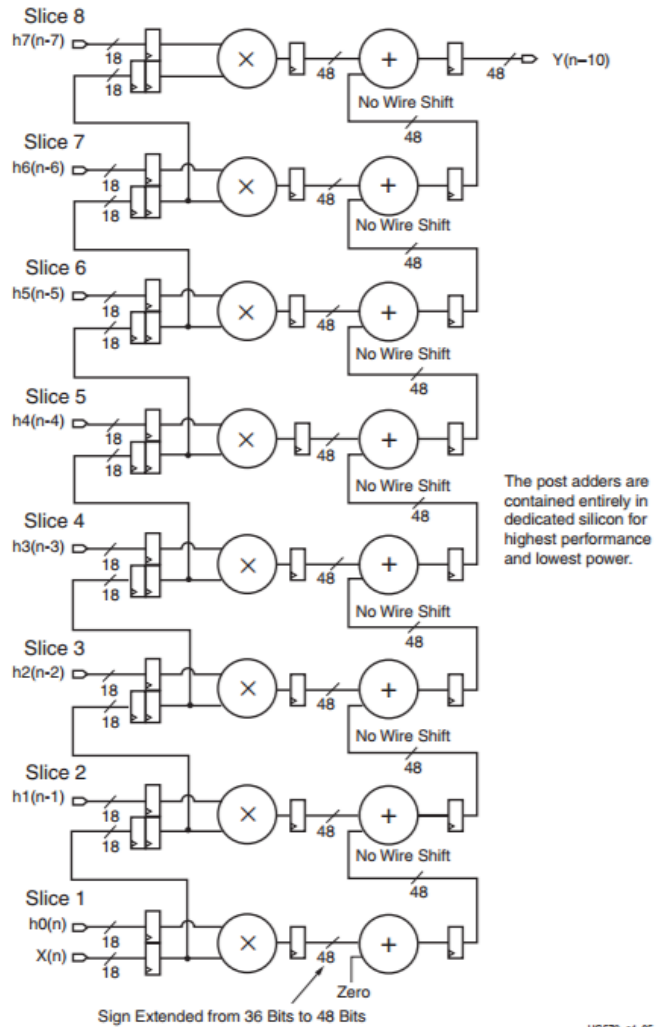 Slice 8
h7(n-7)
18
18
48
48
Y(n–10)
No Wire Shift
48
Slice 7
h6(n-6)
18
18
48
No Wire Shift
48
Slice 6
h5(n-5)
18
18
48
No Wire Shift
48
Slice 5
h4(n-4)
18
18
48
No Wire Shift
48
The post adders are
contained entirely in
dedicated silicon for
highest performance
and lowest power.
Slice 4
h3(n-3)
18
18
48
No Wire Shift
48
Slice 3
h2(n-2)
18
18
48
No Wire Shift
48
Slice 2
h1(n-1)
18
18
48
No Wire Shift
48
Slice 1
h0(n)
18
X(n)
18
48
Zero
Sign Extended from 36 Bits to 48 Bits